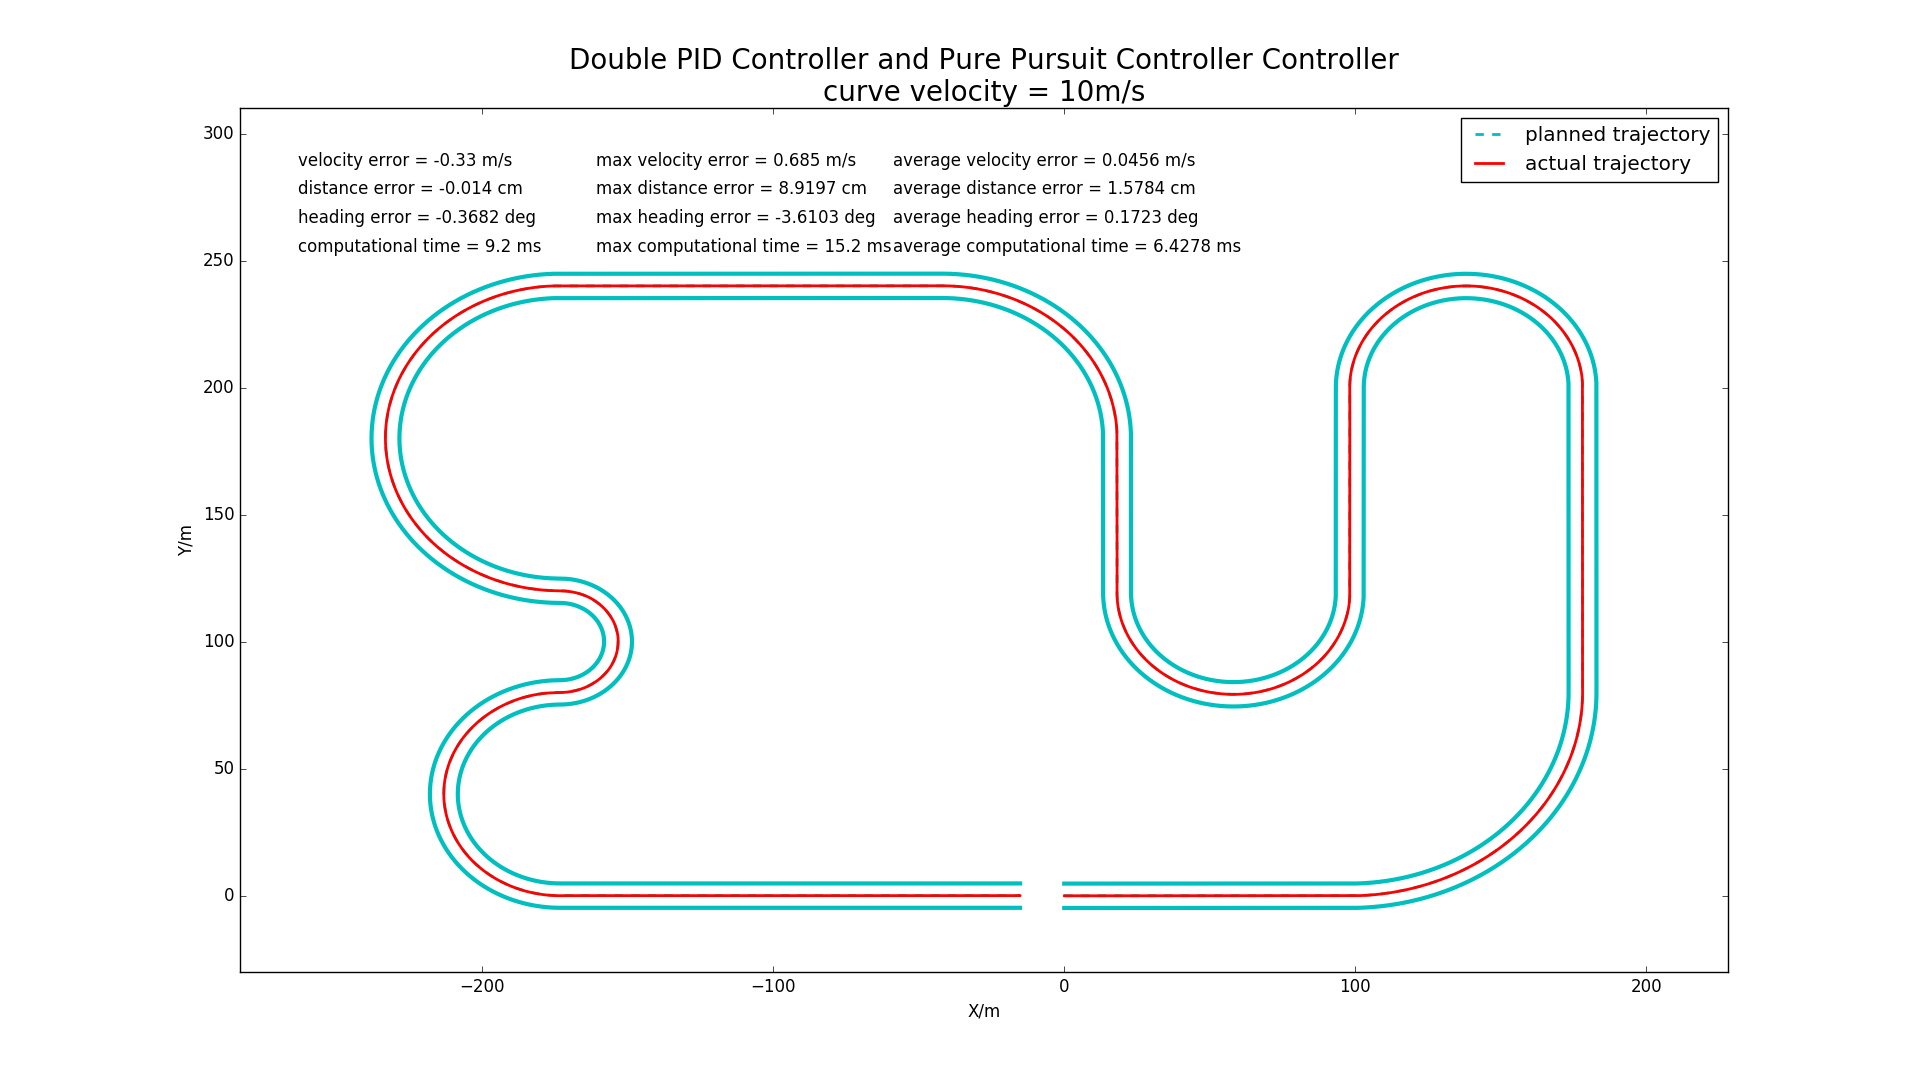 Double PID Controller and Pure Pursuit Controller Controller
curve velocity = 10m/s
planned trajectory
actual trajectory
velocity error = -0.33 m/s max velocity error = 0.685 m/s average velocity error = 0.0456 m/s
distance error = -0.014 cm max distance error = 8.9197 cm average distance error = 1.5784 cm
heading error = -0.3682 deg max heading error = -3.6103 deg average heading error = 0.1723 deg
computational time = 9.2 ms max computational time = 15.2 ms average computational time = 6.4278 ms
300
250
200
150
100
50
0
Y/m
−200 −100 0 100 200
X/m